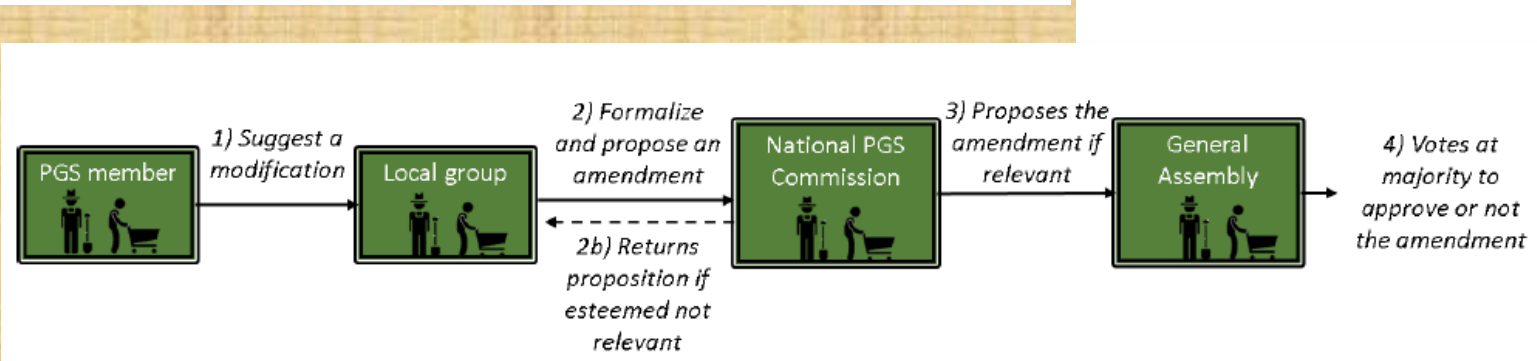 PGS member
1) Suggest a
modification
Local group
2) Formalize
and propose an
amendment
2b) Returns
proposition if
esteemed not
relevant
National PGS
Commission
3) Proposes the
amendment if
relevant
General
Assembly
4) Votes at
majority to
approve or not
the amendment